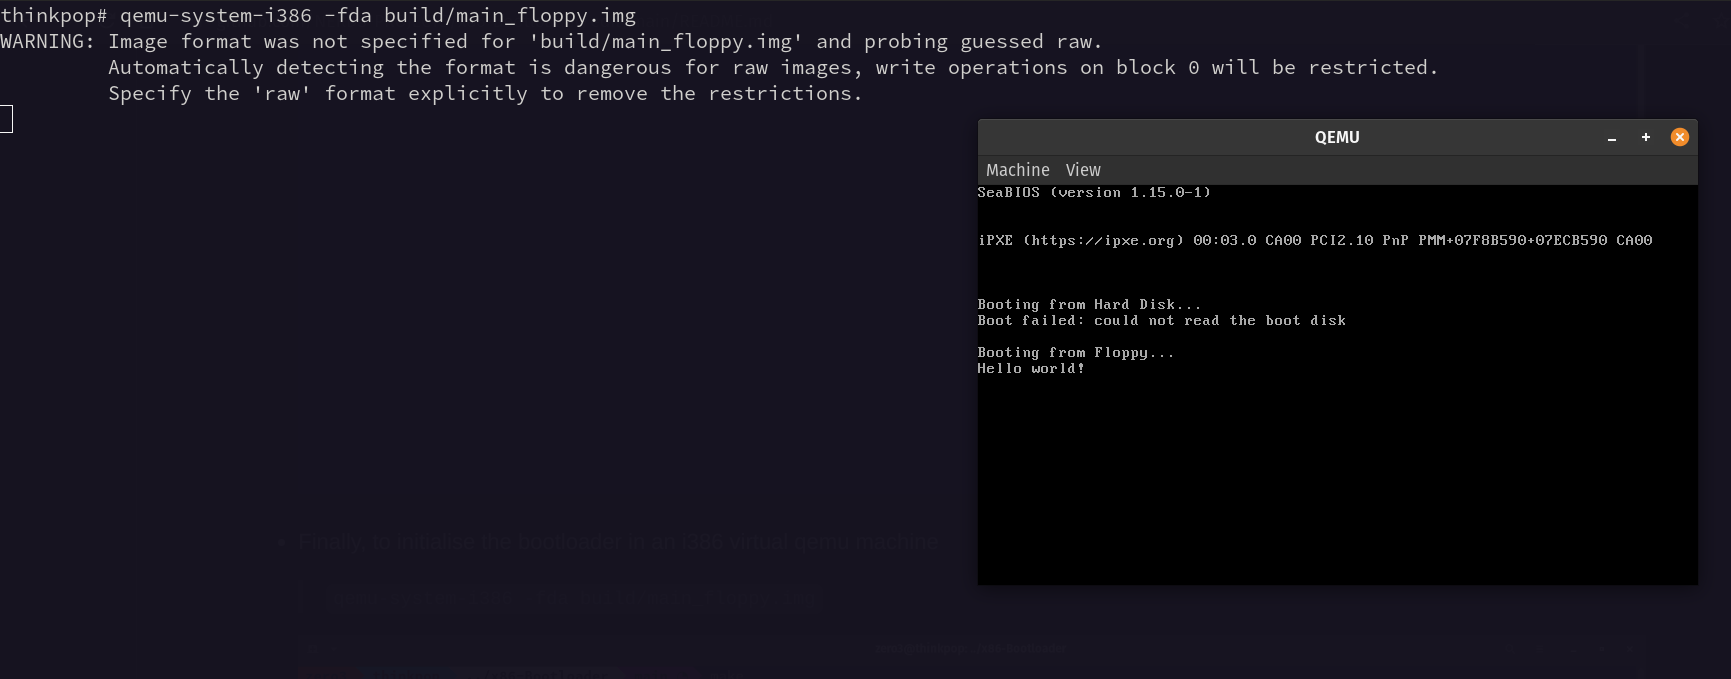 thinkpop# qemu-system-i386 -fda build/main_floppy.img
WARNING: Image format was not specified for 'build/main_floppy.img' and probing guessed raw.
Automatically detecting the format is dangerous for raw images, write operations on block 0 will be restricted.
Specify the 'raw' format explicitly to remove the restrictions.
QEMU
Machine View
SeaBIOS (version 1.15.0-1)
iPXE (https://ipxe.org) 00:03.0 CA00 PCI2.10 PnP PMM+07F8B590+07ECB590 CA00
Booting from Hard Disk...
Boot failed: could not read the boot disk
Booting from Floppy...
Hello world!
Finally, to initialise the bootloader in an i386 virtual qemu machine